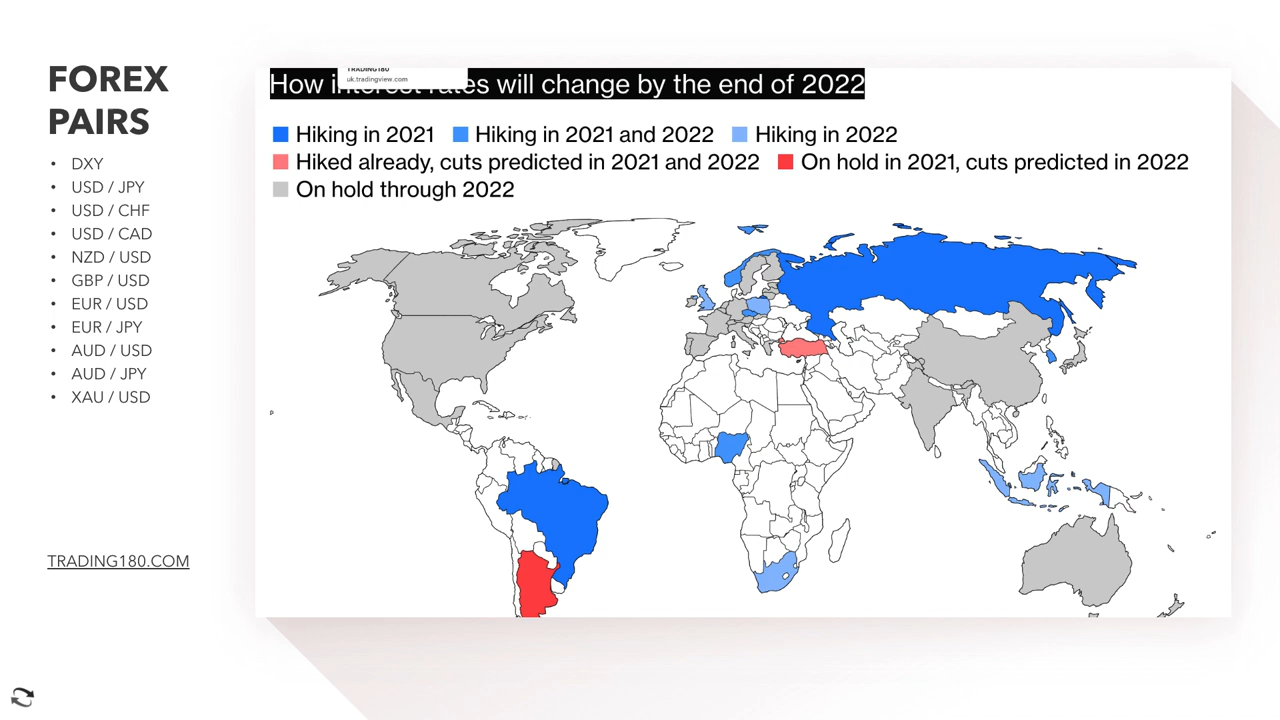 FOREX
PAIRS
• DXY
• USD / JPY
• USD / CHF
• USD / CAD
• NZD / USD
• GBP / USD
• EUR / USD
• EUR / JPY
• AUD / USD
• AUD / JPY
• XAU / USD
TRADING180.COM
TRADING180
uk.tradingview.com
How interest rates will change by the end of 2022
Hiking in 2021 Hiking in 2021 and 2022 Hiking in 2022
Hiked already, cuts predicted in 2021 and 2022 On hold in 2021, cuts predicted in 2022
On hold through 2022